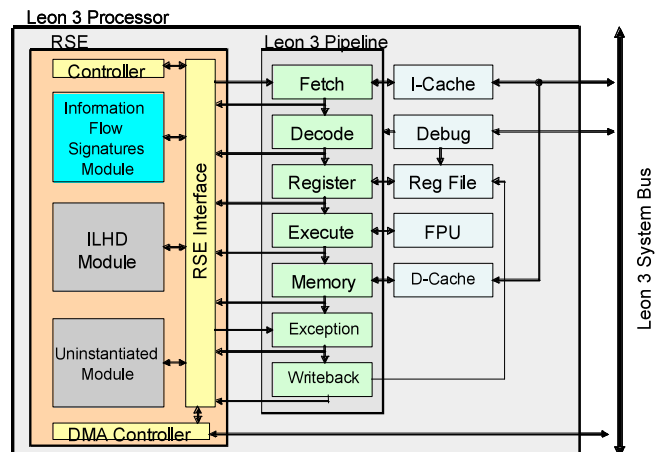 Leon 3 Processor
RSE
Controller
Information
Flow
Signatures
Module
ILHD
Module
Uninstantiated
Module
DMA Controller
RSE Interface
Leon 3 Pipeline
Fetch
Decode
Register
Execute
Memory
Exception
Writeback
I-Cache
Debug
Reg File
FPU
D-Cache
Leon 3 System Bus